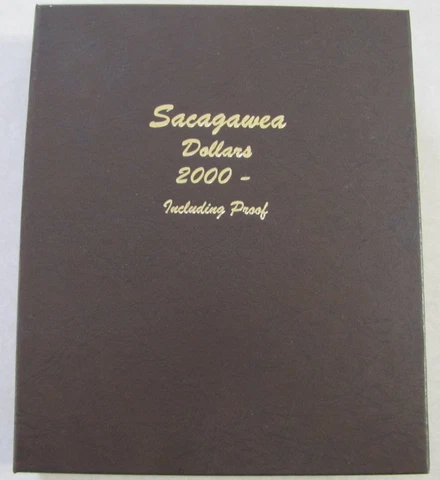 Sacagawea
Dollars
2000 -
Including Proof